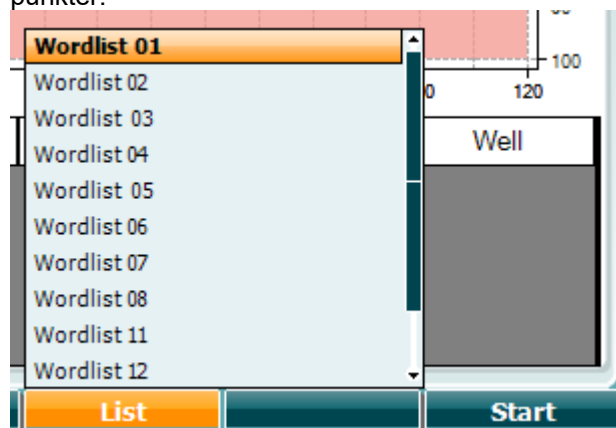 punkter.
Wordlist 01
100
Wordlist 02
120
Wordlist 03
Well
Wordlist 04
Wordlist 05
Wordlist 06
Wordlist 07
Wordlist 08
Wordlist 11
Wordlist 12
List
Start